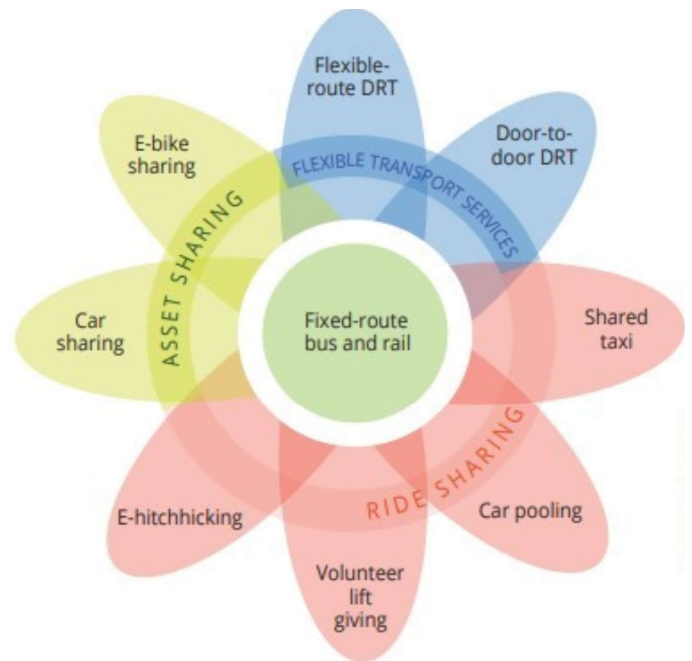 Flexible-
route DRT
Door-to-
door DRT
E-bike
sharing
FLEXIBLE TRANSPORT SERVICES
ASSET SHARING
Car
sharing
Fixed-route
bus and rail
Shared
taxi
RIDE SHARING
E-hitchhicking
Car pooling
Volunteer
lift
giving